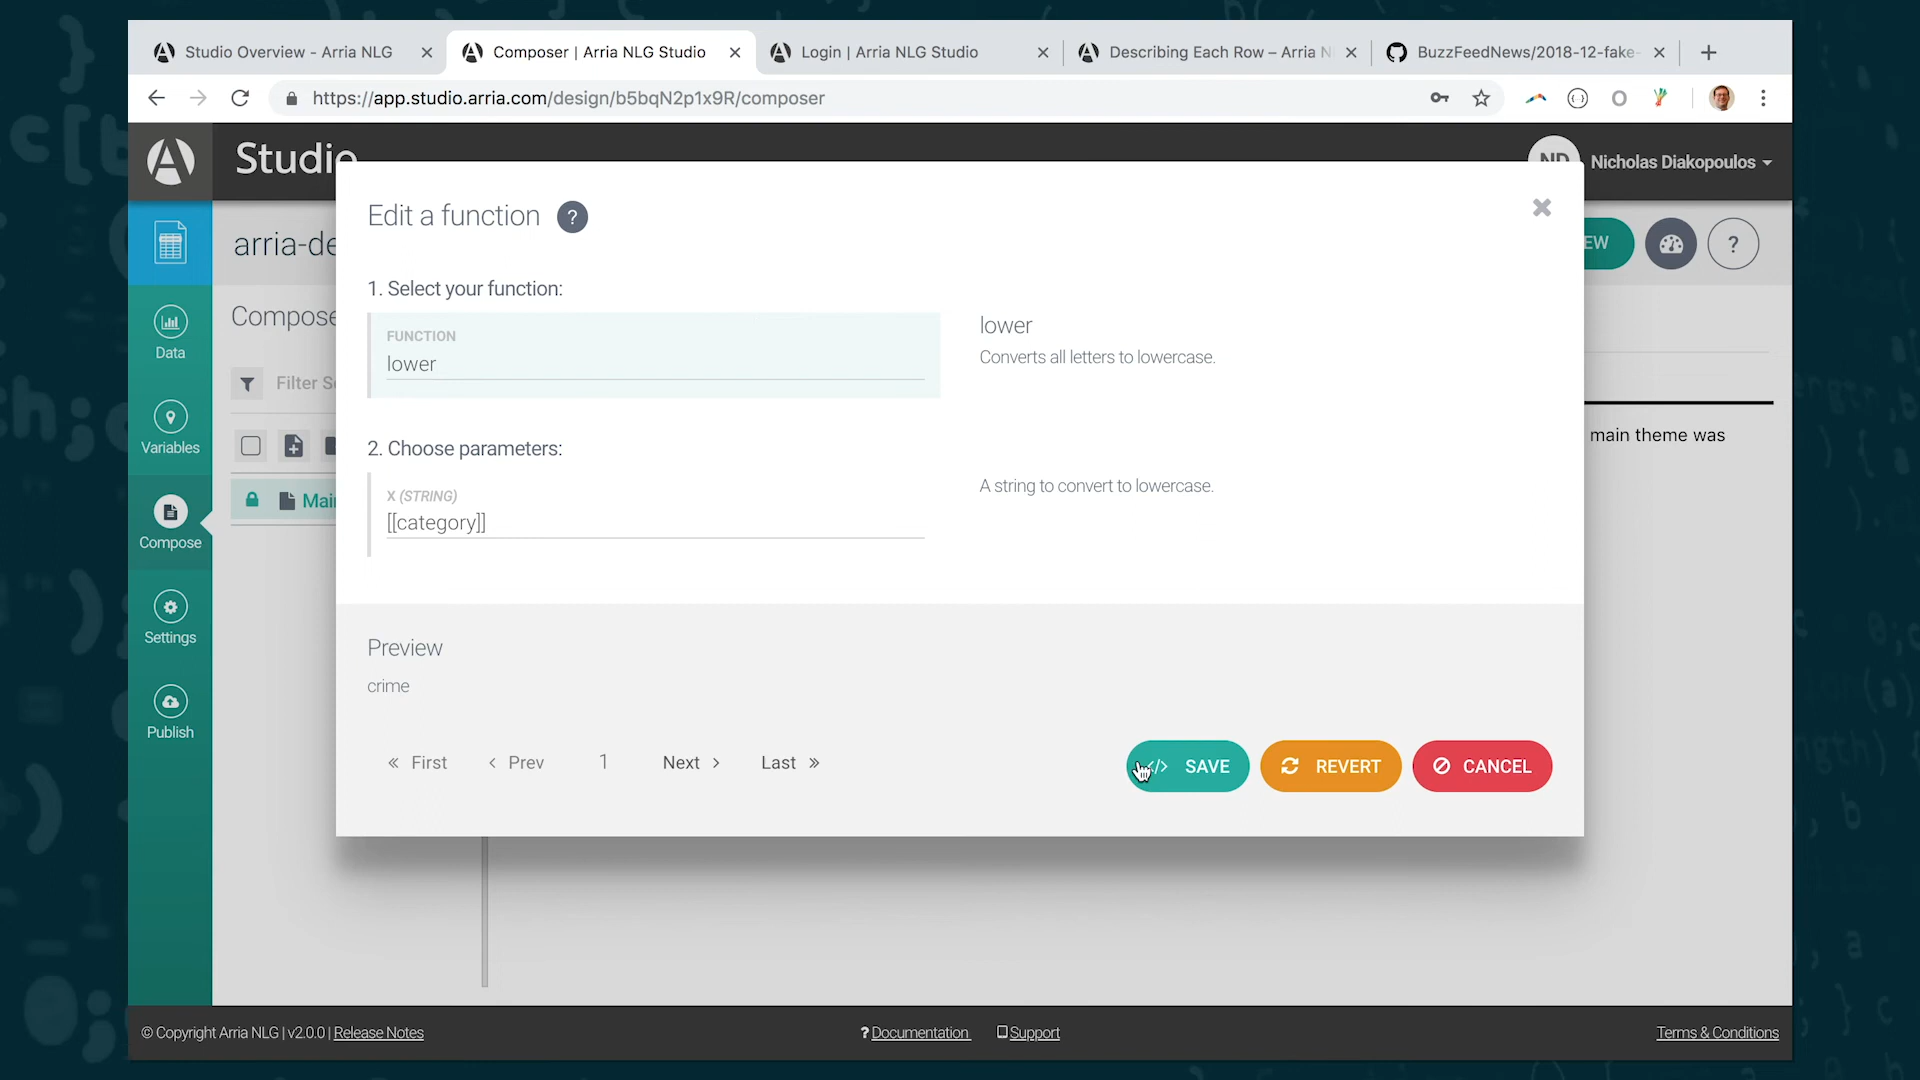 Studio Overview - Arria NLG
Composer | Arria NLG Studio
Login | Arria NLG Studio
Describing Each Row – Arria N
BuzzFeedNews/2018-12-fake-
https://app.studio.arria.com/design/b5bqN2p1x9R/composer
Studio
ND
Nicholas Diakopoulos
arria-de
EW
?
Compose
Filter S
Main
main theme was
Data
Variables
Compose
Settings
Publish
Edit a function ?
1. Select your function:
FUNCTION
lower
lower
Converts all letters to lowercase.
2. Choose parameters:
X (STRING)
[[category]]
A string to convert to lowercase.
Preview
crime
« First ‹ Prev 1 Next › Last »
SAVE
REVERT
CANCEL
© Copyright Arria NLG | v2.0.0 | Release Notes
? Documentation
Support
Terms & Conditions